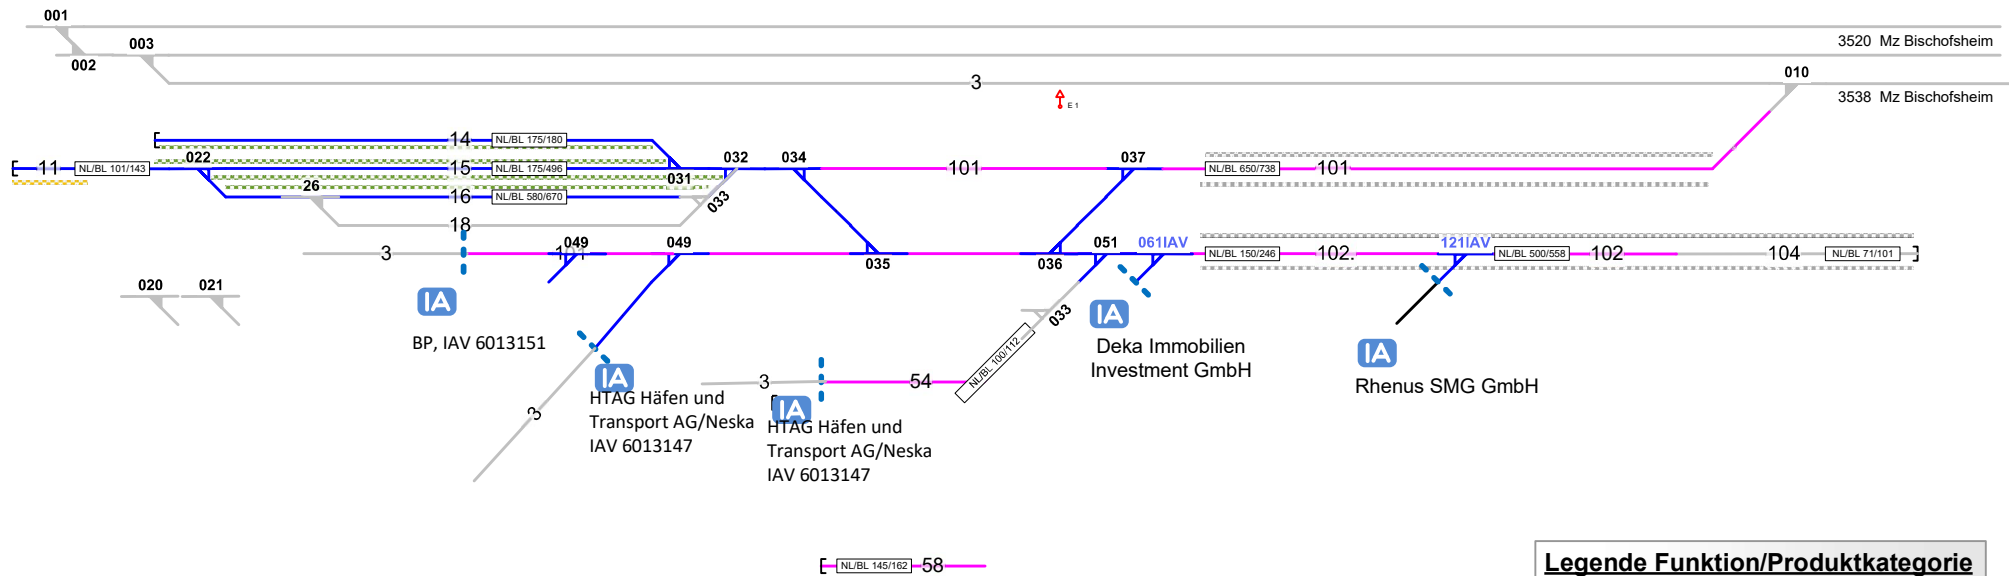 001
003
002
3520 Mz Bischofsheim
3
010
E 1
3538 Mz Bischofsheim
14
NL/BL 175/180
11
NL/BL 101/143
022
15
NL/BL 175/496
032
034
101
037
NL/BL 650/738
101
26
031
16
NL/BL 580/670
033
18
3
101
049
049
035
036
051
061IAV
NL/BL 150/246
102.
121IAV
NL/BL 500/558
102
104
NL/BL 71/101
020
021
IA
BP, IAV 6013151
033
NL/BL 100/112
IA
Deka Immobilien
Investment GmbH
IA
Rhenus SMG GmbH
IA
HTAG Häfen und
Transport AG/Neska
IAV 6013147
3
3
54
IA
HTAG Häfen und
Transport AG/Neska
IAV 6013147
NL/BL 145/162
58
Legende Funktion/Produktkategorie